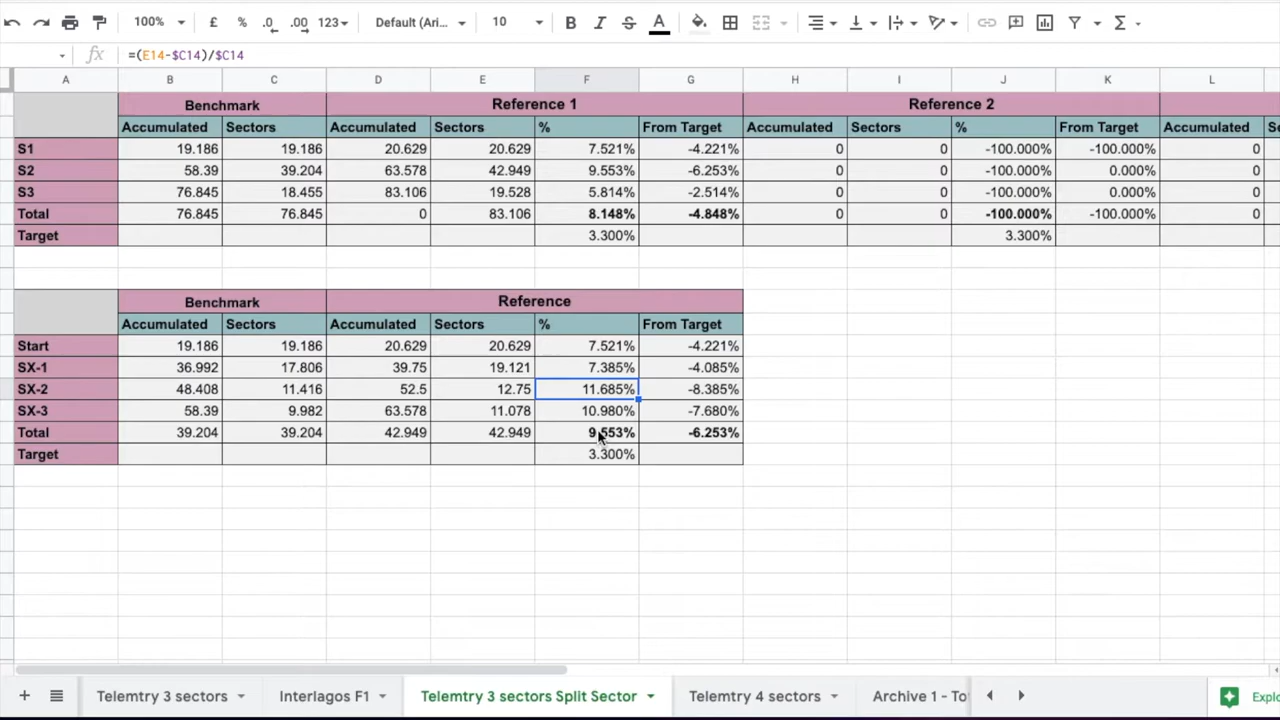 100% £ % .0 .00 123 Default (Ari... 10 B I S A Σ
fx =(E14-$C14)/$C14
A B C D E F G H I J K L
Benchmark Reference 1 Reference 2
Accumulated Sectors Accumulated Sectors % From Target Accumulated Sectors % From Target Accumulated Se
S1 19.186 19.186 20.629 20.629 7.521% -4.221% 0 0 -100.000% -100.000% 0
S2 58.39 39.204 63.578 42.949 9.553% -6.253% 0 0 -100.000% 0.000% 0
S3 76.845 18.455 83.106 19.528 5.814% -2.514% 0 0 -100.000% 0.000% 0
Total 76.845 76.845 0 83.106 8.148% -4.848% 0 0 -100.000% -100.000% 0
Target 3.300% 3.300%
Benchmark Reference
Accumulated Sectors Accumulated Sectors % From Target
Start 19.186 19.186 20.629 20.629 7.521% -4.221%
SX-1 36.992 17.806 39.75 19.121 7.385% -4.085%
SX-2 48.408 11.416 52.5 12.75 11.685% -8.385%
SX-3 58.39 9.982 63.578 11.078 10.980% -7.680%
Total 39.204 39.204 42.949 42.949 9.553% -6.253%
Target 3.300%
Telemtry 3 sectors Interlagos F1 Telemtry 3 sectors Split Sector Telemtry 4 sectors Archive 1 - To Explo